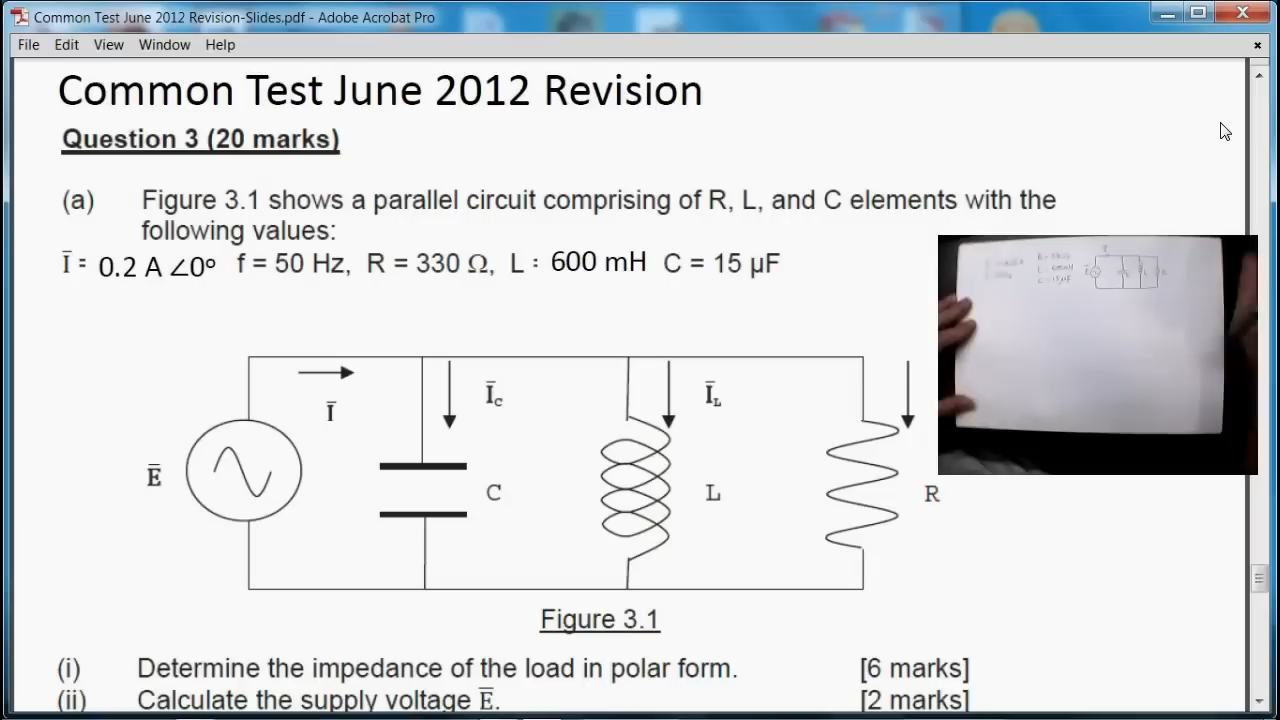 Common Test June 2012 Revision-Slides.pdf - Adobe Acrobat Pro
File Edit View Window Help
Common Test June 2012 Revision
Question 3 (20 marks)
(a) Figure 3.1 shows a parallel circuit comprising of R, L, and C elements with the
following values:
Ī = 0.2 A ∠0° f = 50 Hz, R = 330 Ω, L = 600 mH C = 15 µF
Ī
Ī_C
Ī_L
Ē
C
L
R
Figure 3.1
(i) Determine the impedance of the load in polar form. [6 marks]
(ii) Calculate the supply voltage Ē. [2 marks]